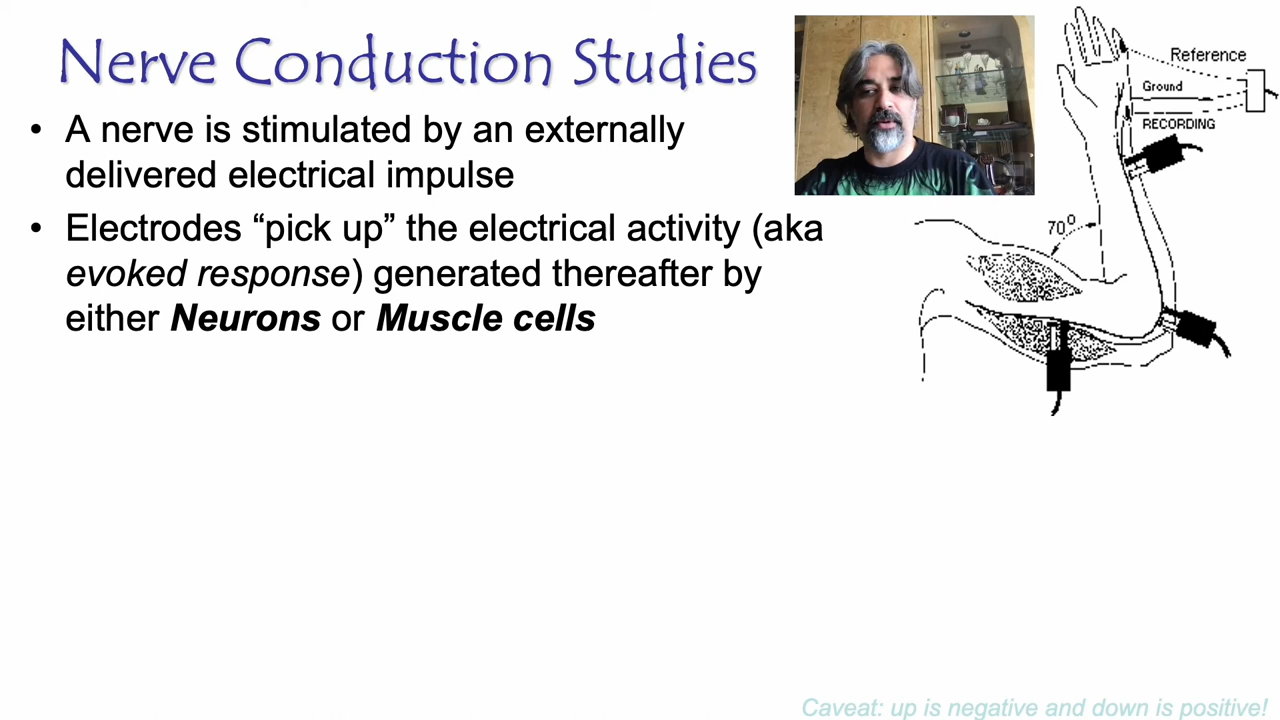 Nerve Conduction Studies
• A nerve is stimulated by an externally
delivered electrical impulse
• Electrodes “pick up” the electrical activity (aka
evoked response) generated thereafter by
either Neurons or Muscle cells
Reference
Ground
RECORDING
70°
Caveat: up is negative and down is positive!